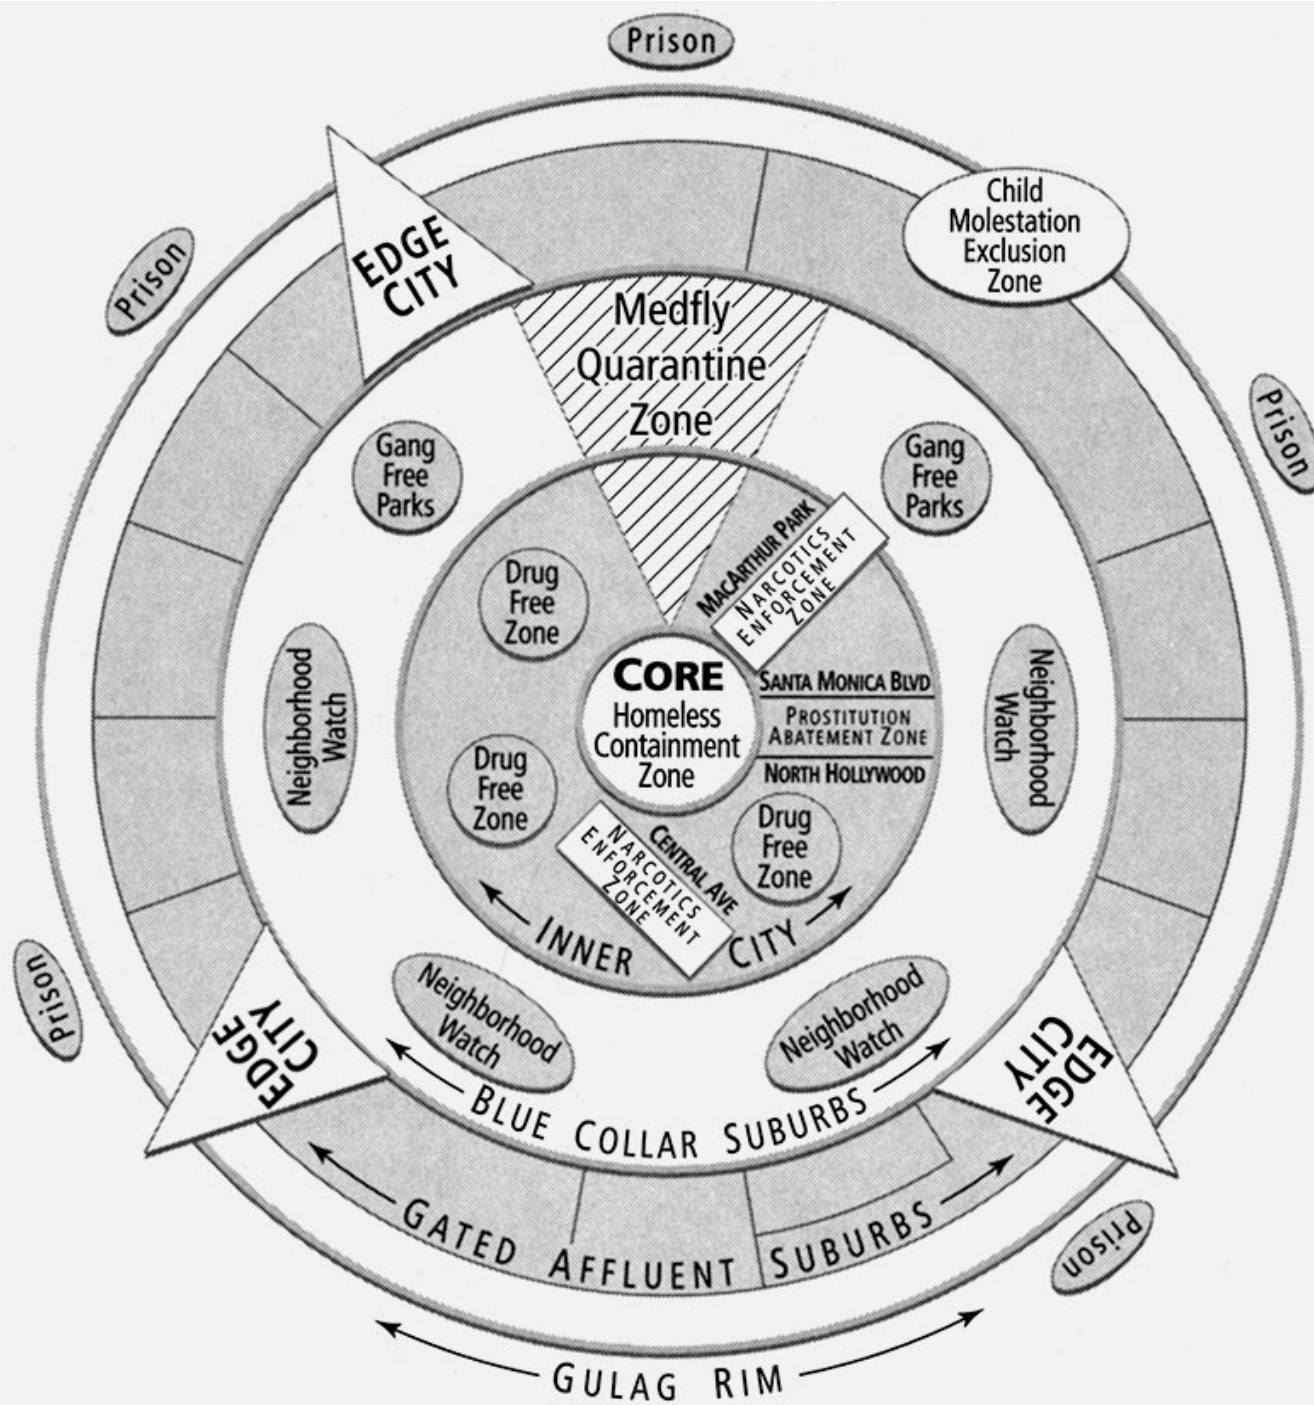 Prison
Child
Molestation
Exclusion
Zone
EDGE
CITY
Prison
Medfly
Quarantine
Zone
Prison
Gang
Free
Parks
Gang
Free
Parks
MACARTHUR PARK
NARCOTICS
ENFORCEMENT
ZONE
Drug
Free
Zone
CORE
Homeless
Containment
Zone
SANTA MONICA BLVD
PROSTITUTION
ABATEMENT ZONE
NORTH HOLLYWOOD
Neighborhood
Watch
Neighborhood
Watch
Drug
Free
Zone
Drug
Free
Zone
CENTRAL AVE
NARCOTICS
ENFORCEMENT
ZONE
INNER CITY
Prison
Neighborhood
Watch
Neighborhood
Watch
EDGE
CITY
EDGE
CITY
BLUE COLLAR SUBURBS
GATED AFFLUENT SUBURBS
Prison
GULAG RIM